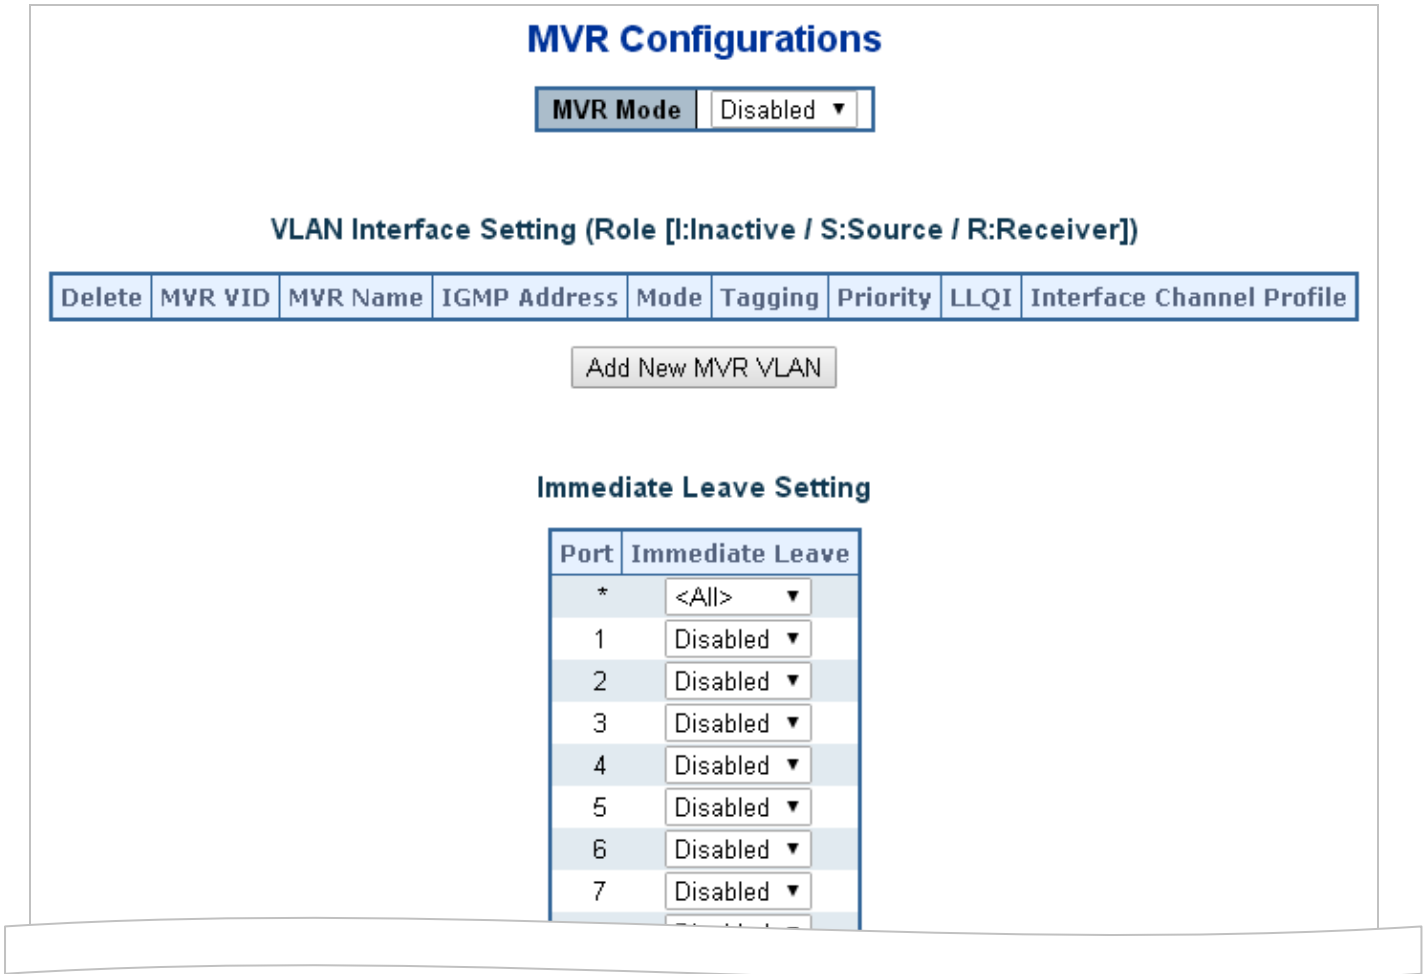 MVR Configurations
MVR Mode Disabled
VLAN Interface Setting (Role [I:Inactive / S:Source / R:Receiver])
Delete MVR VID MVR Name IGMP Address Mode Tagging Priority LLQI Interface Channel Profile
Add New MVR VLAN
Immediate Leave Setting
Port Immediate Leave
* <All>
1 Disabled
2 Disabled
3 Disabled
4 Disabled
5 Disabled
6 Disabled
7 Disabled